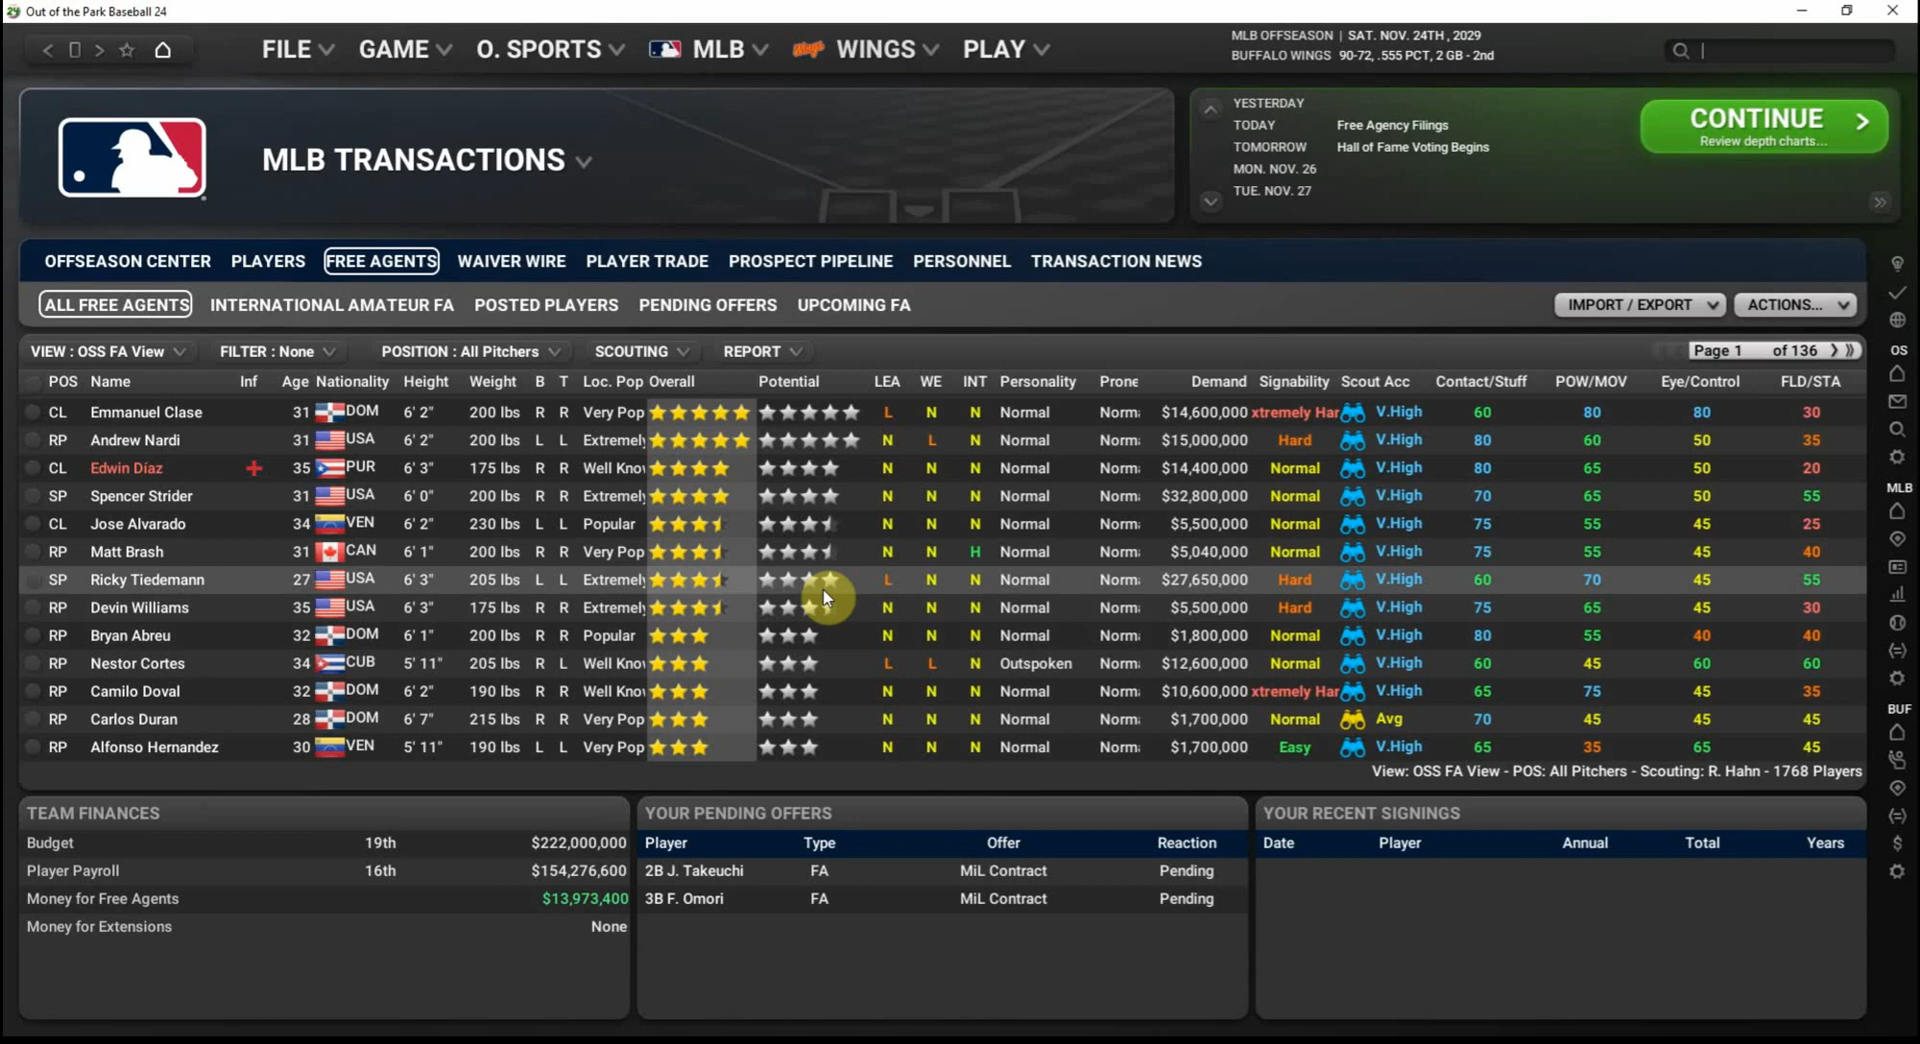 Out of the Park Baseball 24
FILE GAME O. SPORTS MLB WINGS PLAY
MLB OFFSEASON | SAT. NOV. 24TH , 2029
BUFFALO WINGS 90-72, .555 PCT, 2 GB - 2nd
MLB TRANSACTIONS
YESTERDAY
TODAY Free Agency Filings
TOMORROW Hall of Fame Voting Begins
MON. NOV. 26
TUE. NOV. 27
CONTINUE
Review depth charts...
OFFSEASON CENTER PLAYERS FREE AGENTS WAIVER WIRE PLAYER TRADE PROSPECT PIPELINE PERSONNEL TRANSACTION NEWS
ALL FREE AGENTS INTERNATIONAL AMATEUR FA POSTED PLAYERS PENDING OFFERS UPCOMING FA IMPORT / EXPORT ACTIONS...
VIEW : OSS FA View FILTER : None POSITION : All Pitchers SCOUTING REPORT Page 1 of 136
POS Name Inf Age Nationality Height Weight B T Loc. Pop Overall Potential LEA WE INT Personality Prone Demand Signability Scout Acc Contact/Stuff POW/MOV Eye/Control FLD/STA
CL Emmanuel Clase 31 DOM 6' 2" 200 lbs R R Very Pop L N N Normal Norm $14,600,000 xtremely Har V.High 60 80 80 30
RP Andrew Nardi 31 USA 6' 2" 200 lbs L L Extremely N L N Normal Norm $15,000,000 Hard V.High 80 60 50 35
CL Edwin Díaz 35 PUR 6' 3" 175 lbs R R Well Know N N N Normal Norm $14,400,000 Normal V.High 80 65 50 20
SP Spencer Strider 31 USA 6' 0" 200 lbs R R Extremely N N N Normal Norm $32,800,000 Normal V.High 70 65 50 55
CL Jose Alvarado 34 VEN 6' 2" 230 lbs L L Popular N N N Normal Norm $5,500,000 Normal V.High 75 55 45 25
RP Matt Brash 31 CAN 6' 1" 200 lbs R R Very Pop N N H Normal Norm $5,040,000 Normal V.High 75 55 45 40
SP Ricky Tiedemann 27 USA 6' 3" 205 lbs L L Extremely L N N Normal Norm $27,650,000 Hard V.High 60 70 45 55
RP Devin Williams 35 USA 6' 3" 175 lbs R R Extremely N N N Normal Norm $5,500,000 Hard V.High 75 65 45 30
RP Bryan Abreu 32 DOM 6' 1" 200 lbs R R Popular N N N Normal Norm $1,800,000 Normal V.High 80 55 40 40
RP Nestor Cortes 34 CUB 5' 11" 205 lbs R L Well Know L L N Outspoken Norm $12,600,000 Normal V.High 60 45 60 60
RP Camilo Doval 32 DOM 6' 2" 190 lbs R R Well Know N N N Normal Norm $10,600,000 xtremely Har V.High 65 75 45 35
RP Carlos Duran 28 DOM 6' 7" 215 lbs R R Very Pop N N N Normal Norm $1,700,000 Normal Avg 70 45 45 45
RP Alfonso Hernandez 30 VEN 5' 11" 190 lbs L L Very Pop N N N Normal Norm $1,700,000 Easy V.High 65 35 65 45
View: OSS FA View - POS: All Pitchers - Scouting: R. Hahn - 1768 Players
TEAM FINANCES
Budget 19th $222,000,000
Player Payroll 16th $154,276,600
Money for Free Agents $13,973,400
Money for Extensions None
YOUR PENDING OFFERS
Player Type Offer Reaction
2B J. Takeuchi FA MiL Contract Pending
3B F. Omori FA MiL Contract Pending
YOUR RECENT SIGNINGS
Date Player Annual Total Years
OS
MLB
BUF